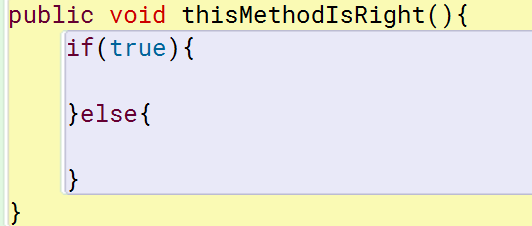 public void thisMethodIsRight(){
if(true){
}else{
}
}